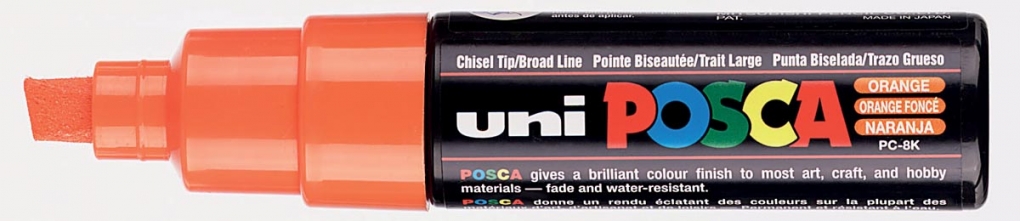 antes de aplicar.
PAT.
MADE IN JAPAN
Chisel Tip/Broad Line Pointe Biseautée/Trait Large Punta Biselada/Trazo Grueso
uni POSCA
ORANGE
ORANGE FONCÉ
NARANJA
PC-8K
POSCA gives a brilliant colour finish to most art, craft, and hobby
materials — fade and water-resistant.
POSCA donne un rendu éclatant des couleurs sur la plupart des